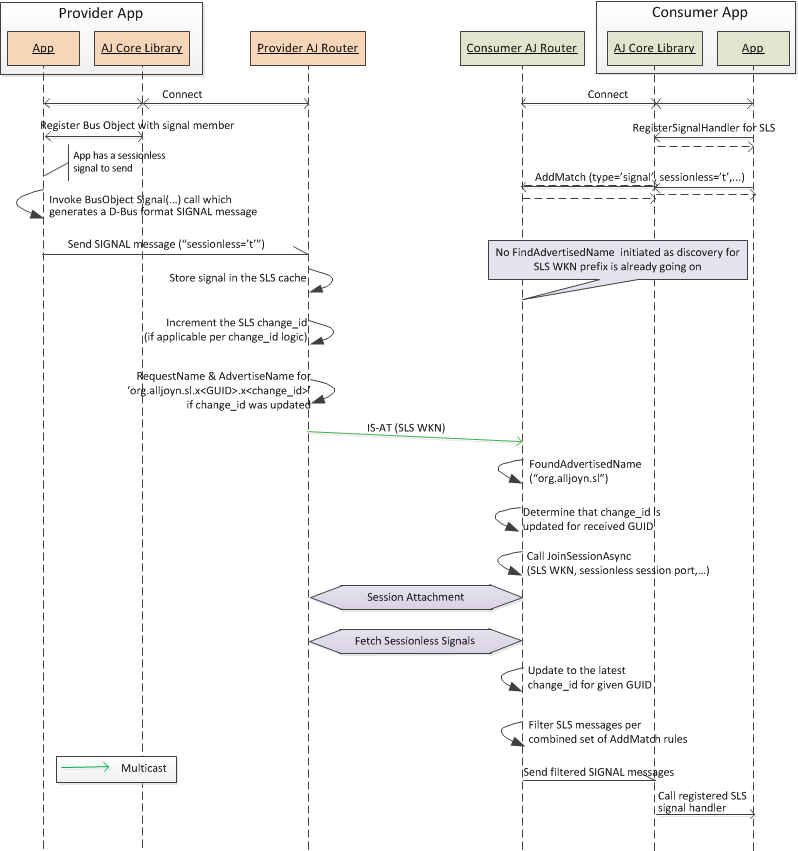 Provider App
Consumer App
App
AJ Core Library
Provider AJ Router
Consumer AJ Router
AJ Core Library
App
Connect
Connect
Register Bus Object with signal member
RegisterSignalHandler for SLS
App has a sessionless
signal to send
AddMatch (type=’signal’, sessionless=’t’,...)
Invoke BusObject Signal(...) call which
generates a D-Bus format SIGNAL message
Send SIGNAL message (“sessionless=’t’”)
No FindAdvertisedName initiated as discovery for
SLS WKN prefix is already going on
Store signal in the SLS cache
Increment the SLS change_id
(if applicable per change_id logic)
RequestName & AdvertiseName for
‘org.alljoyn.sl.x<GUID>.x<change_id>’
if change_id was updated
IS-AT (SLS WKN)
FoundAdvertisedName
(“org.alljoyn.sl”)
Determine that change_id is
updated for received GUID
Call JoinSessionAsync
(SLS WKN, sessionless session port,…)
Session Attachment
Fetch Sessionless Signals
Update to the latest
change_id for given GUID
Filter SLS messages per
combined set of AddMatch rules
Multicast
Send filtered SIGNAL messages
Call registered SLS
signal handler